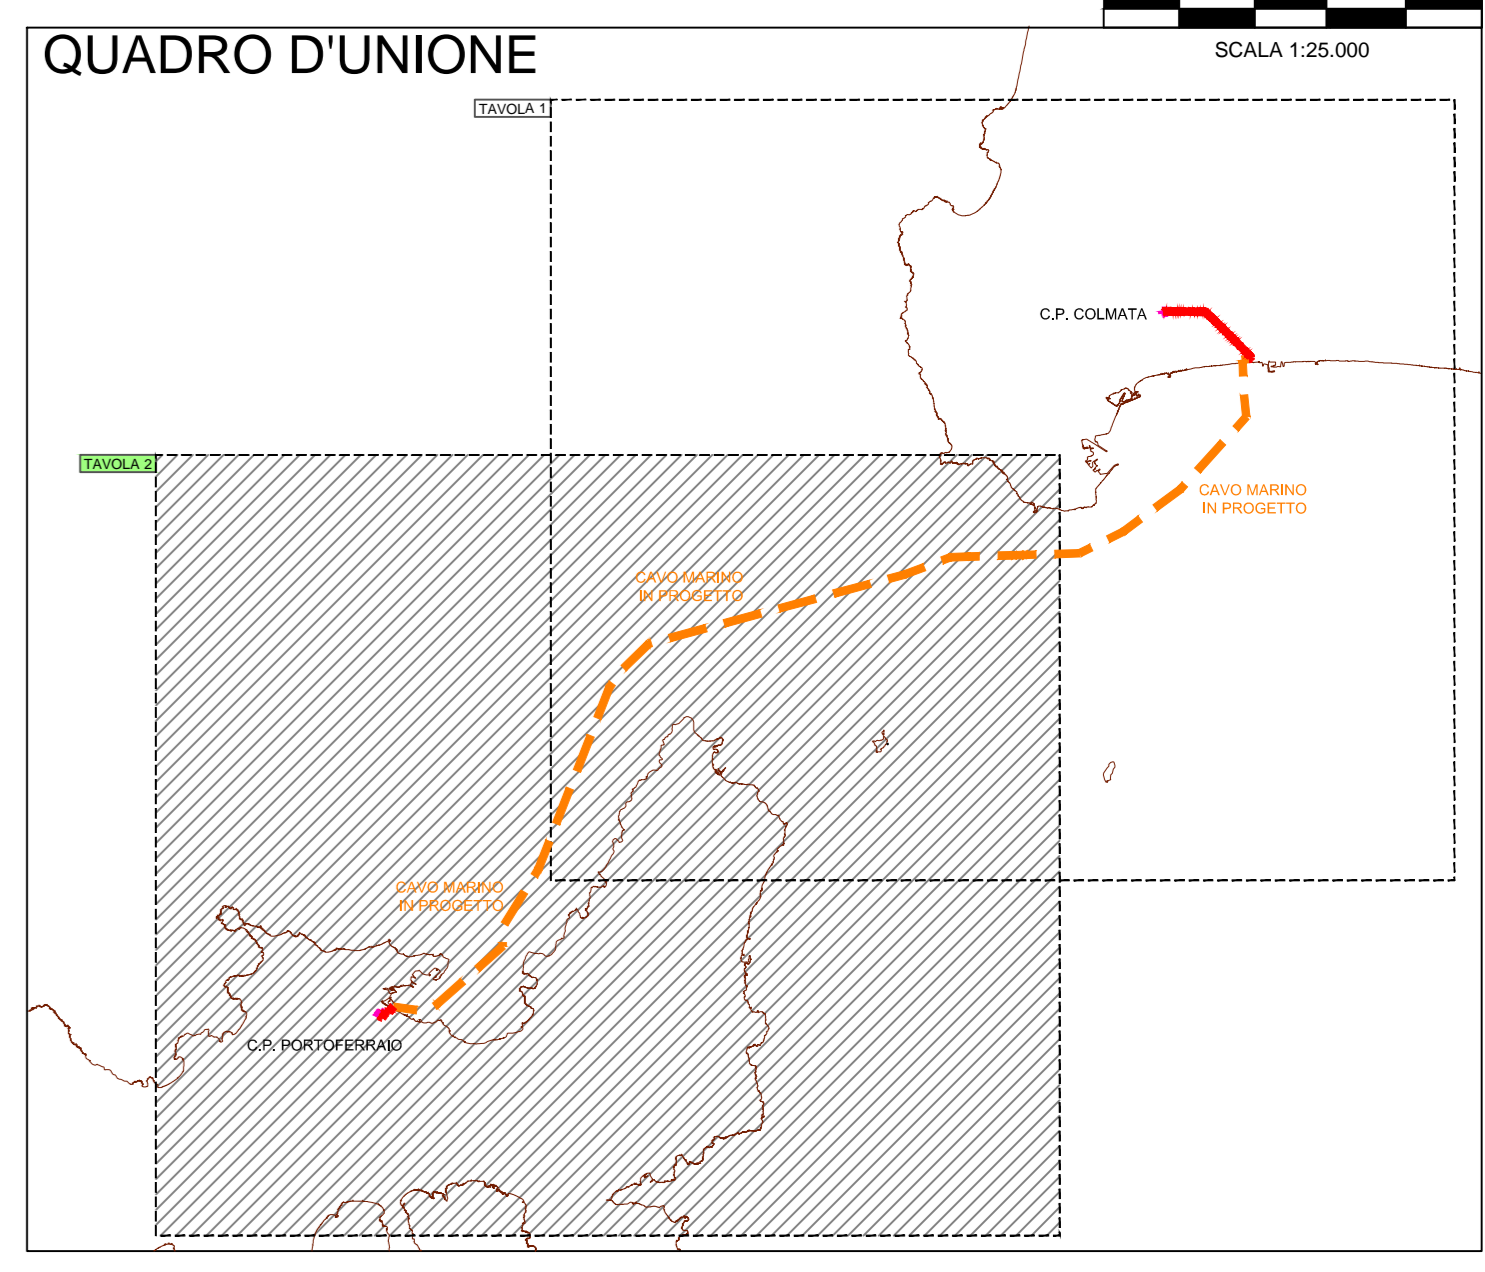 QUADRO D'UNIONE
SCALA 1:25.000
TAVOLA 1
C.P. COLMATA
TAVOLA 2
CAVO MARINO
IN PROGETTO
CAVO MARINO
IN PROGETTO
CAVO MARINO
IN PROGETTO
C.P. PORTOFERRAIO